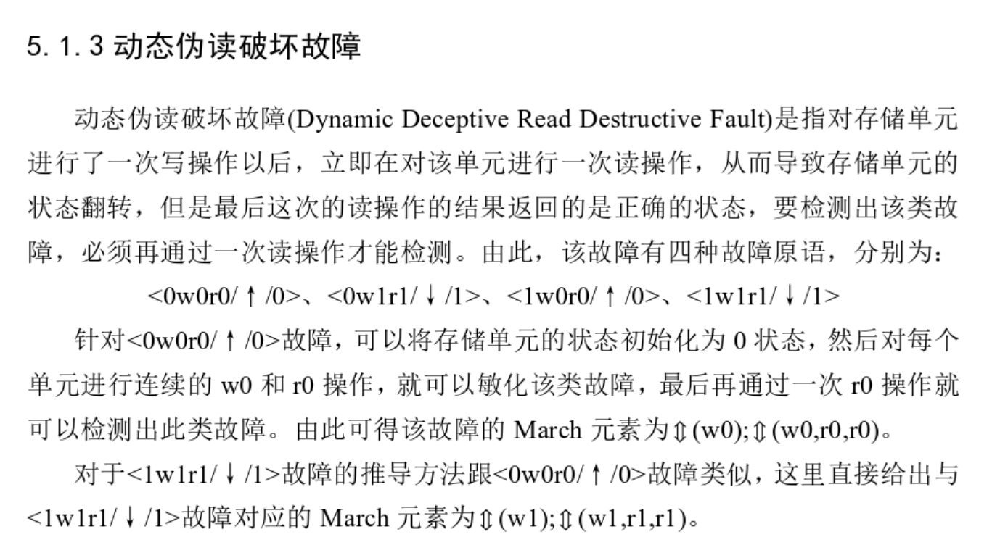 5.1.3 动态伪读破坏故障
动态伪读破坏故障(Dynamic Deceptive Read Destructive Fault)是指对存储单元
进行了一次写操作以后，立即在对该单元进行一次读操作，从而导致存储单元的
状态翻转，但是最后这次的读操作的结果返回的是正确的状态，要检测出该类故
障，必须再通过一次读操作才能检测。由此，该故障有四种故障原语，分别为：
<0w0r0/↑/0>、<0w1r1/↓/1>、<1w0r0/↑/0>、<1w1r1/↓/1>
针对<0w0r0/↑/0>故障，可以将存储单元的状态初始化为 0 状态，然后对每个
单元进行连续的 w0 和 r0 操作，就可以敏化该类故障，最后再通过一次 r0 操作就
可以检测出此类故障。由此可得该故障的 March 元素为⇕(w0);⇕(w0,r0,r0)。
对于<1w1r1/↓/1>故障的推导方法跟<0w0r0/↑/0>故障类似，这里直接给出与
<1w1r1/↓/1>故障对应的 March 元素为⇕(w1);⇕(w1,r1,r1)。